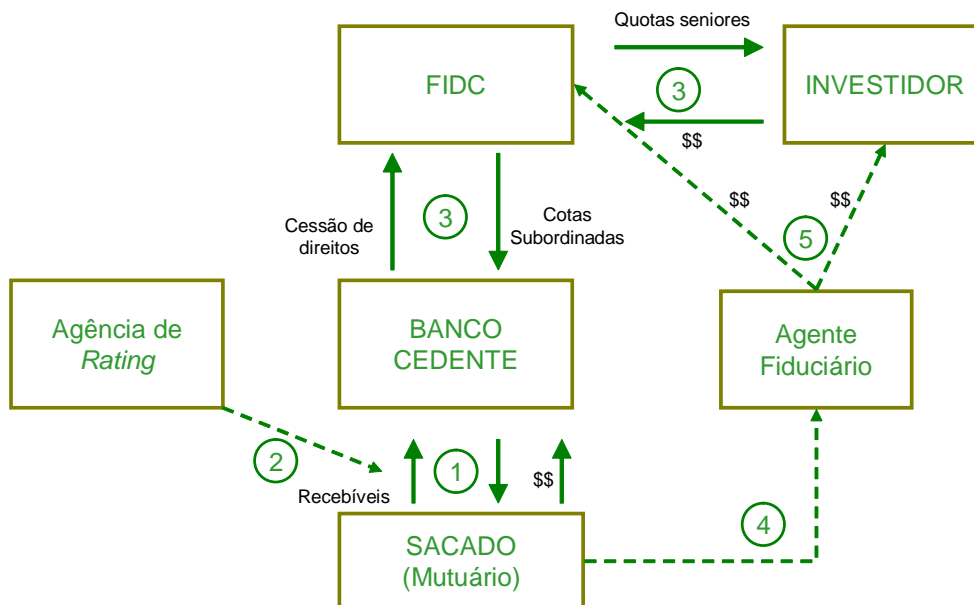 Quotas seniores
FIDC
3
INVESTIDOR
$$
$$
$$
Cessão de
direitos
3
Cotas
Subordinadas
5
Agência de
Rating
BANCO
CEDENTE
Agente
Fiduciário
2
Recebíveis
1
$$
4
SACADO
(Mutuário)